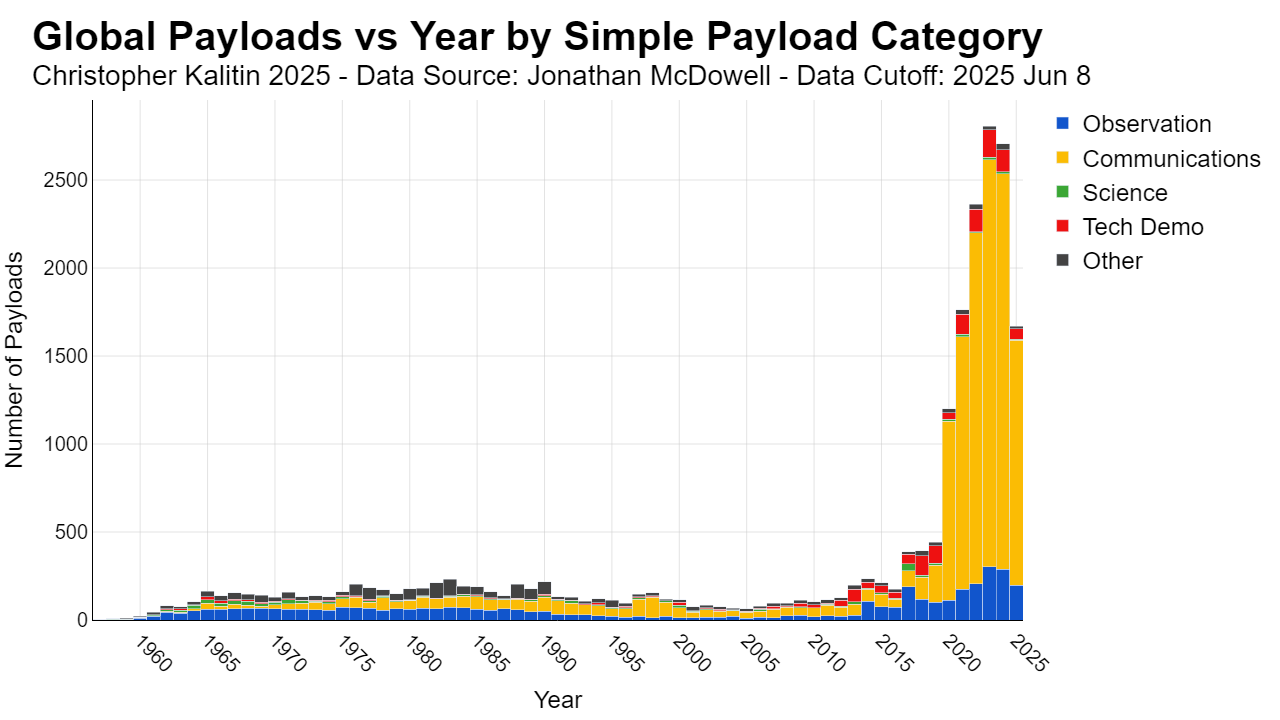 Global Payloads vs Year by Simple Payload Category
Christopher Kalitin 2025 - Data Source: Jonathan McDowell - Data Cutoff: 2025 Jun 8
Observation
Communications
Science
Tech Demo
Other
Number of Payloads
2500
2000
1500
1000
500
0
1960
1965
1970
1975
1980
1985
1990
1995
2000
2005
2010
2015
2020
2025
Year